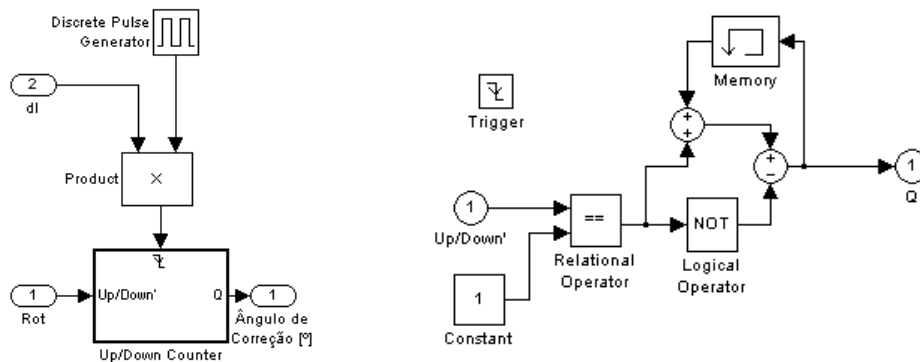 Discrete Pulse
Generator
2
dI
Product
×
1
Rot
Up/Down'
Q
1
Ângulo de
Correção [º]
Up/Down Counter
Memory
Trigger
+
+
+
−
1
Up/Down'
==
Relational
Operator
NOT
Logical
Operator
1
Q
1
Constant